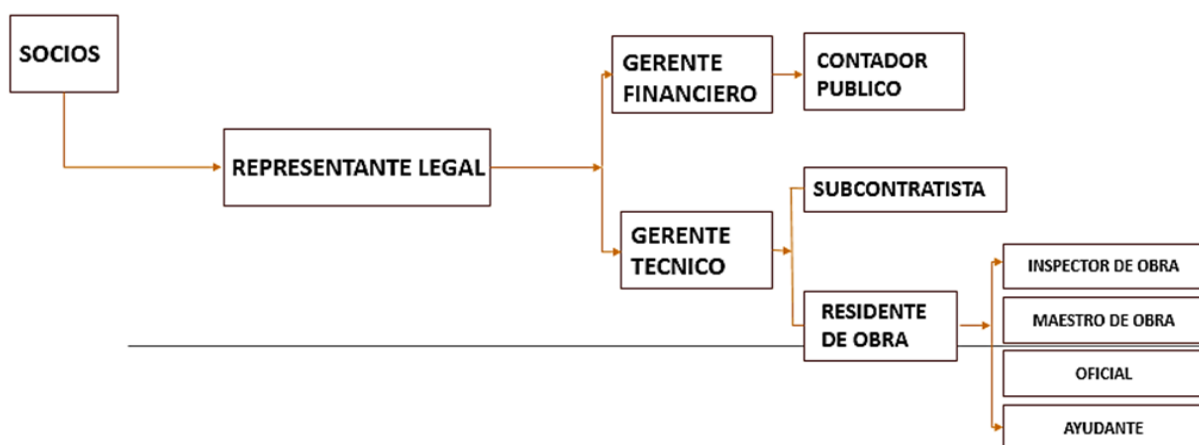 SOCIOS
REPRESENTANTE LEGAL
GERENTE
FINANCIERO
CONTADOR
PUBLICO
GERENTE
TECNICO
SUBCONTRATISTA
RESIDENTE
DE OBRA
INSPECTOR DE OBRA
MAESTRO DE OBRA
OFICIAL
AYUDANTE